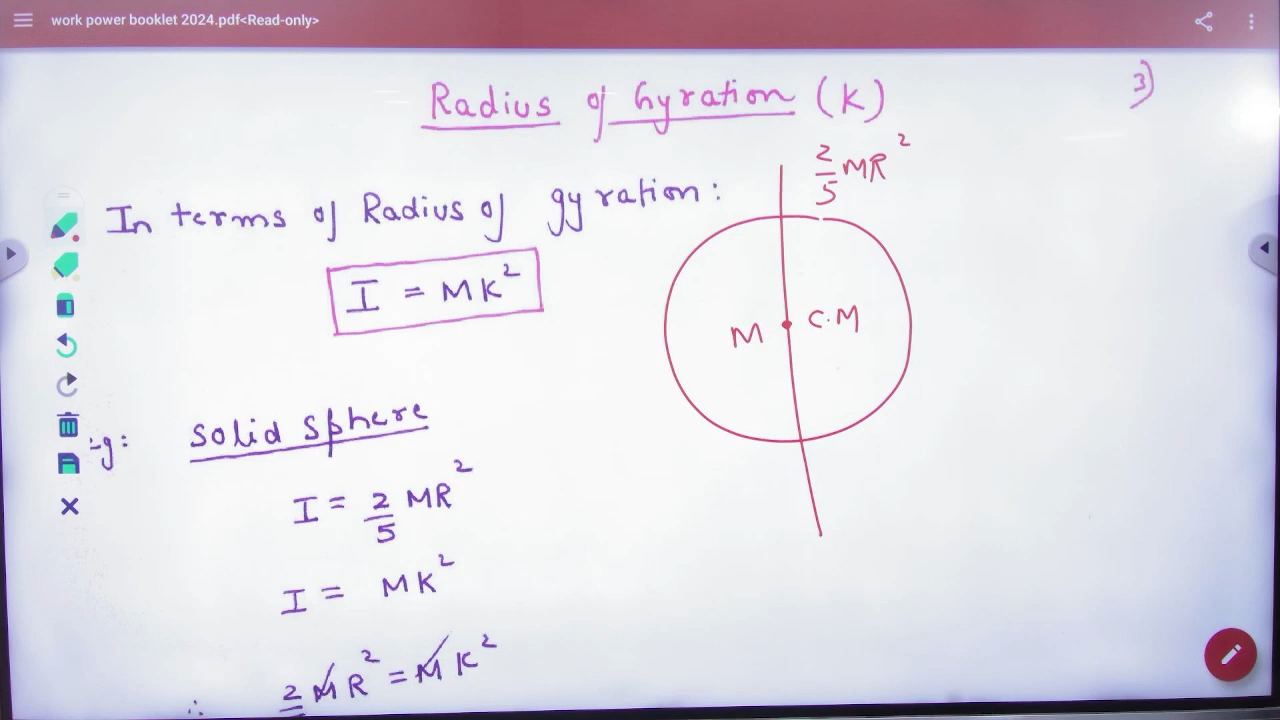 work power booklet 2024.pdf<Read-only>
Radius of Gyration (K)
3)
2/5 MR²
In terms of Radius of gyration:
I = MK²
M C.M
-g: Solid Sphere
I = 2/5 MR²
I = MK²
∴ 2 MR² = MK²